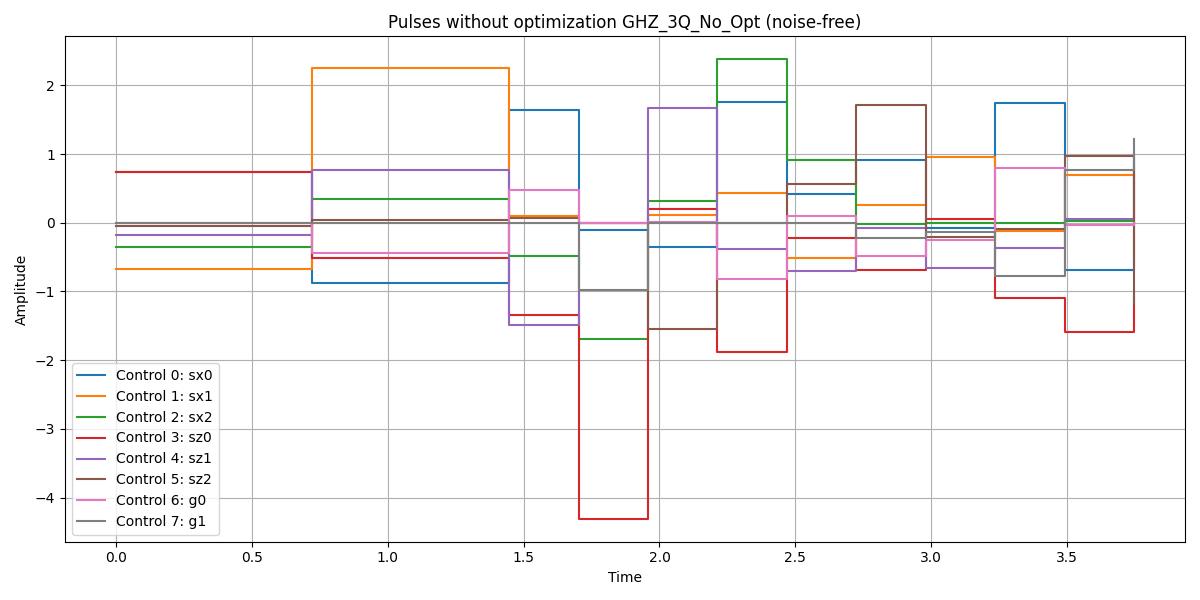 Pulses without optimization GHZ_3Q_No_Opt (noise-free)
2
1
0
−1
−2
−3
−4
Amplitude
Control 0: sx0
Control 1: sx1
Control 2: sx2
Control 3: sz0
Control 4: sz1
Control 5: sz2
Control 6: g0
Control 7: g1
0.0 0.5 1.0 1.5 2.0 2.5 3.0 3.5
Time